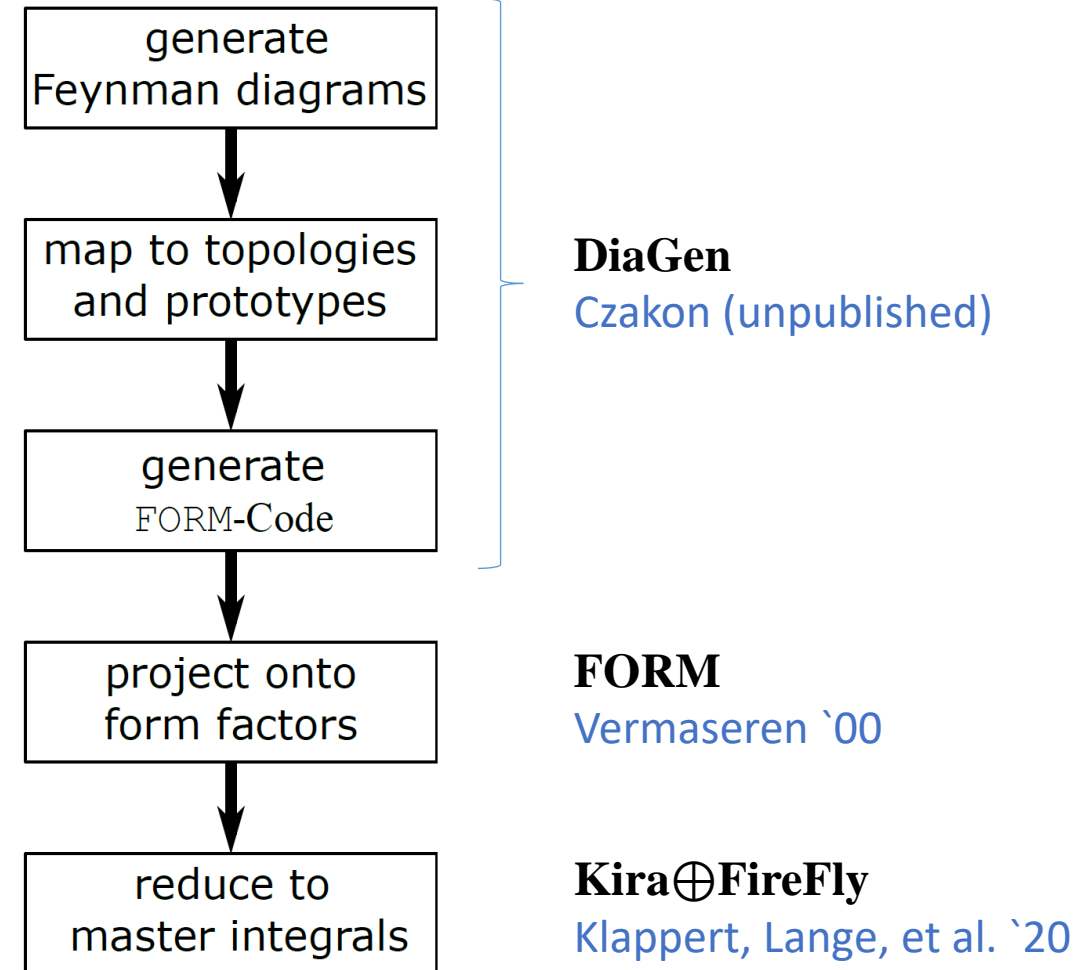 generate
Feynman diagrams
map to topologies
and prototypes
DiaGen
Czakon (unpublished)
generate
FORM-Code
project onto
form factors
FORM
Vermaseren `00
reduce to
master integrals
Kira⊕FireFly
Klappert, Lange, et al. `20